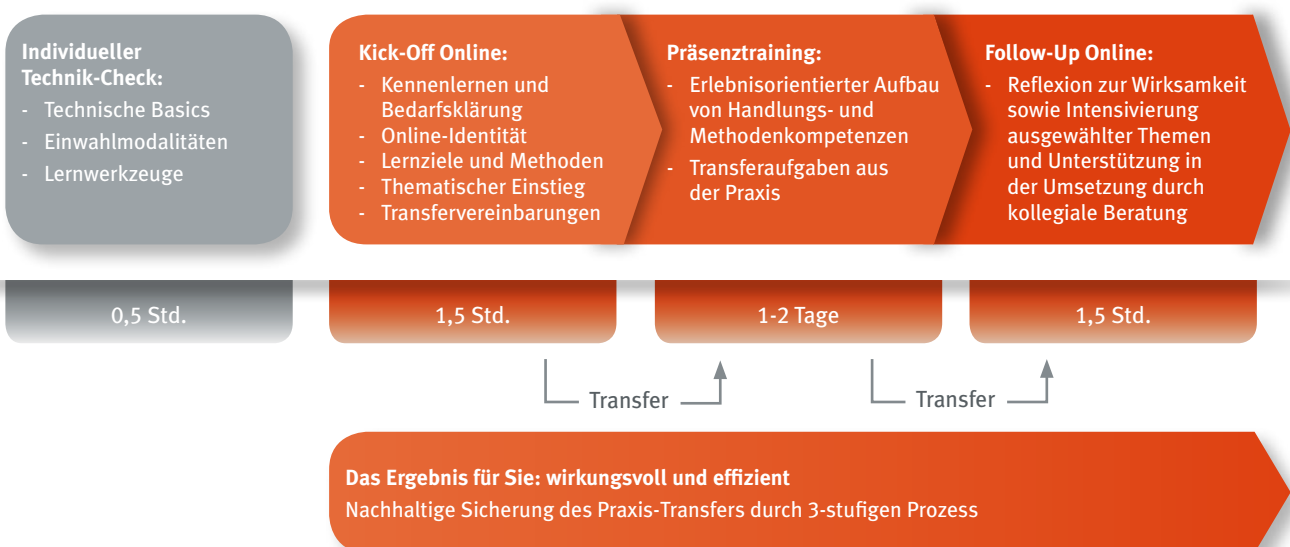 Individueller
Technik-Check:
- Technische Basics
- Einwahlmodalitäten
- Lernwerkzeuge
Kick-Off Online:
- Kennenlernen und
Bedarfsklärung
- Online-Identität
- Lernziele und Methoden
- Thematischer Einstieg
- Transfervereinbarungen
Präsenztraining:
- Erlebnisorientierter Aufbau
von Handlungs- und
Methodenkompetenzen
- Transferaufgaben aus
der Praxis
Follow-Up Online:
- Reflexion zur Wirksamkeit
sowie Intensivierung
ausgewählter Themen
und Unterstützung in
der Umsetzung durch
kollegiale Beratung
0,5 Std.
1,5 Std.
1-2 Tage
1,5 Std.
Transfer
Transfer
Das Ergebnis für Sie: wirkungsvoll und effizient
Nachhaltige Sicherung des Praxis-Transfers durch 3-stufigen Prozess